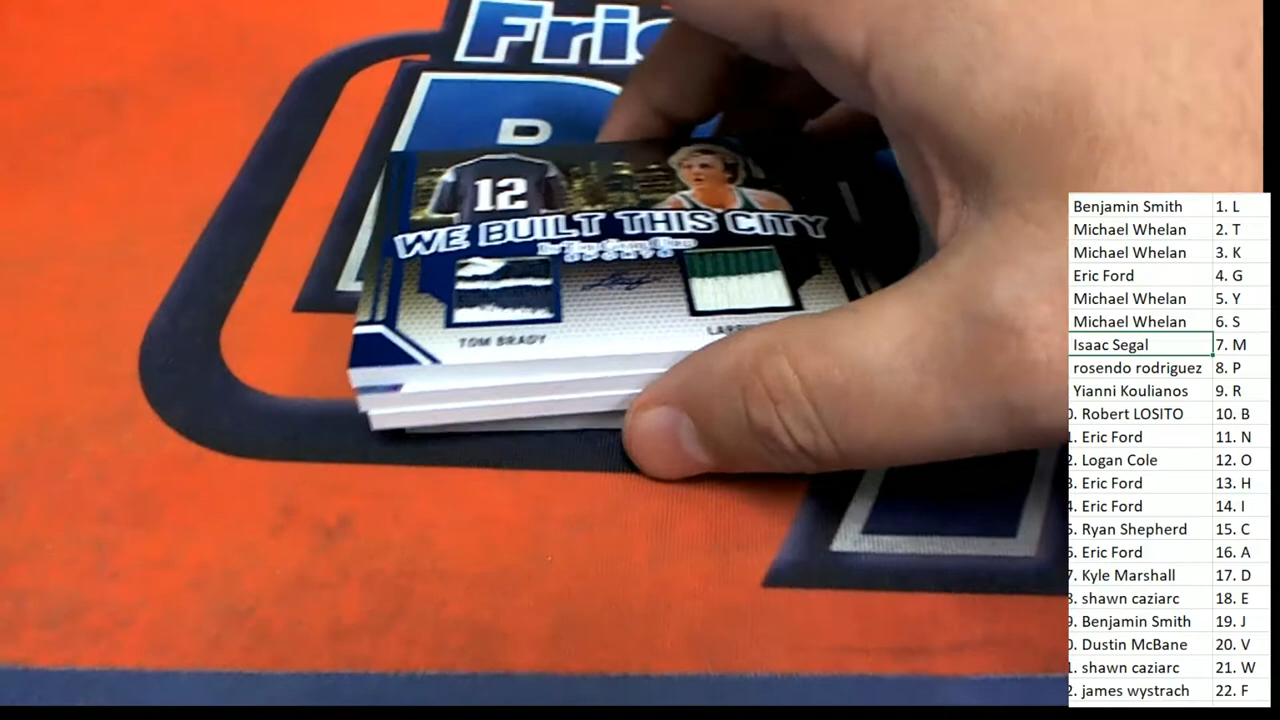 Fris
12
WE BUILT THIS CITY
SPORTS
Leaf
TOM BRADY
Benjamin Smith 1. L
Michael Whelan 2. T
Michael Whelan 3. K
Eric Ford 4. G
Michael Whelan 5. Y
Michael Whelan 6. S
Isaac Segal 7. M
rosendo rodriguez 8. P
Yianni Koulianos 9. R
0. Robert LOSITO 10. B
1. Eric Ford 11. N
2. Logan Cole 12. O
3. Eric Ford 13. H
4. Eric Ford 14. I
5. Ryan Shepherd 15. C
6. Eric Ford 16. A
7. Kyle Marshall 17. D
8. shawn caziarc 18. E
9. Benjamin Smith 19. J
0. Dustin McBane 20. V
1. shawn caziarc 21. W
2. james wystrach 22. F